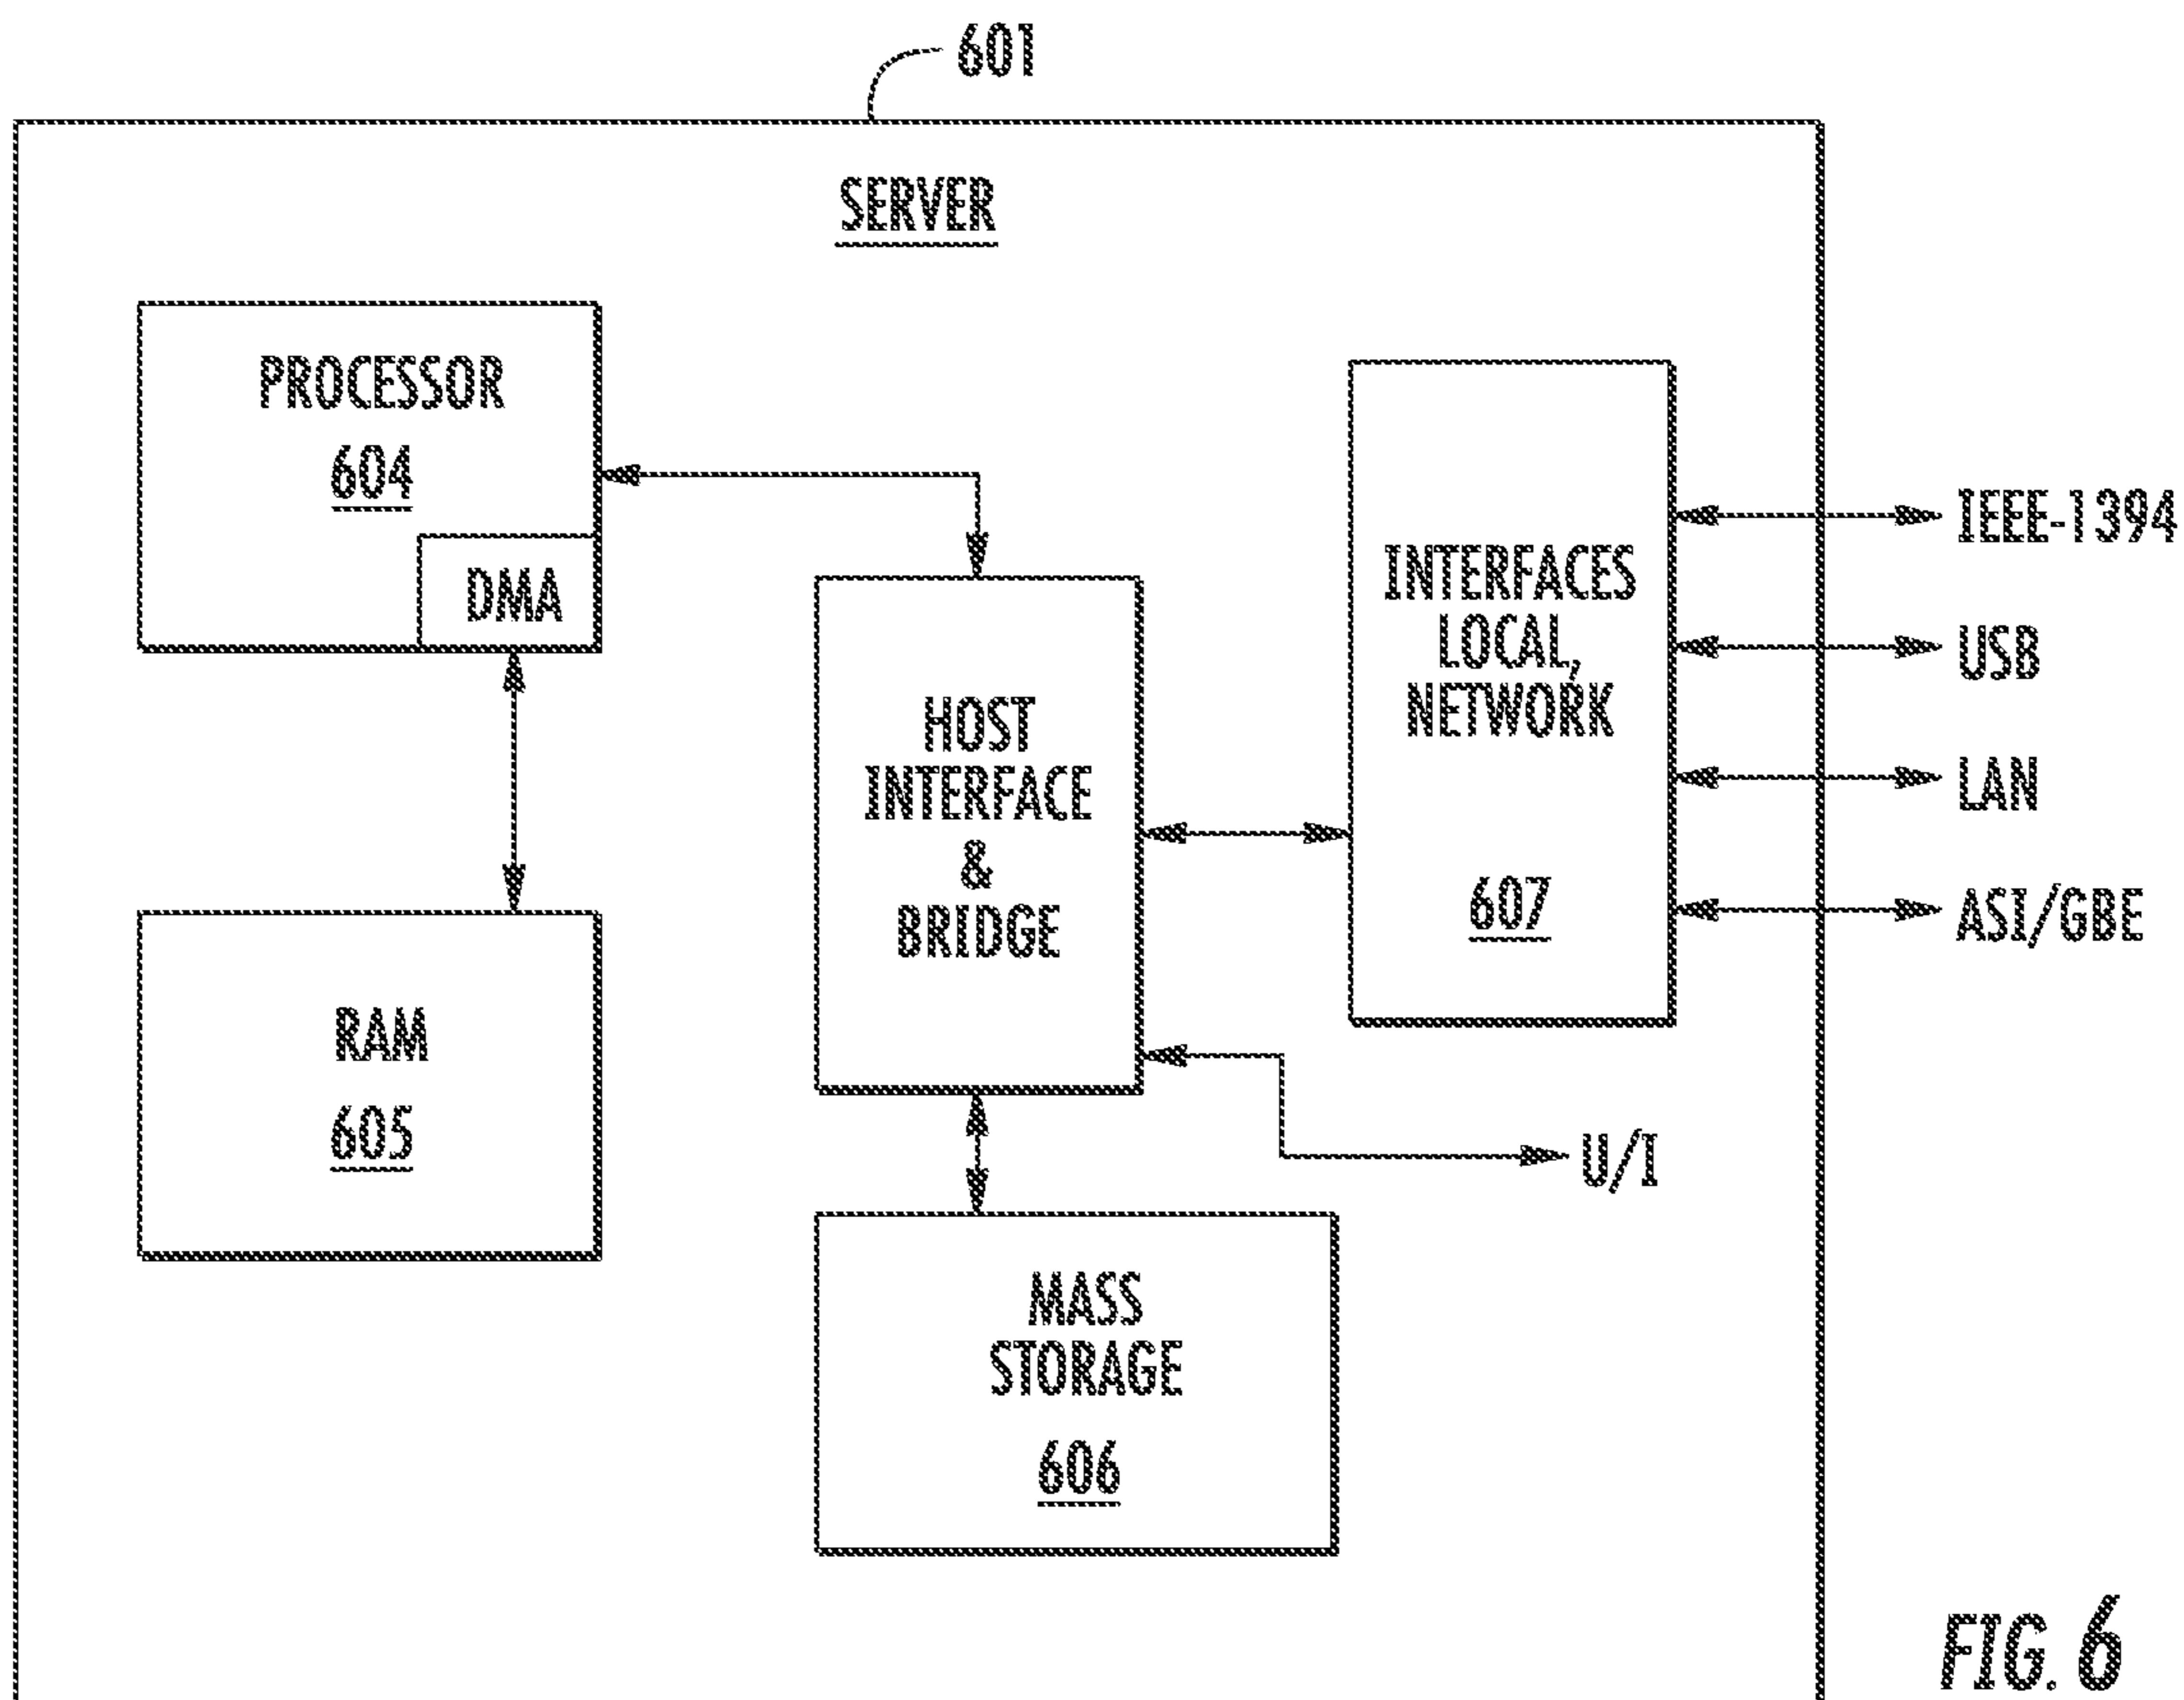 601
SERVER
PROCESSOR
604
DMA
RAM
605
HOST
INTERFACE
&
BRIDGE
INTERFACES
LOCAL,
NETWORK
607
IEEE-1394
USB
LAN
ASI/GBE
U/I
MASS
STORAGE
606
FIG. 6